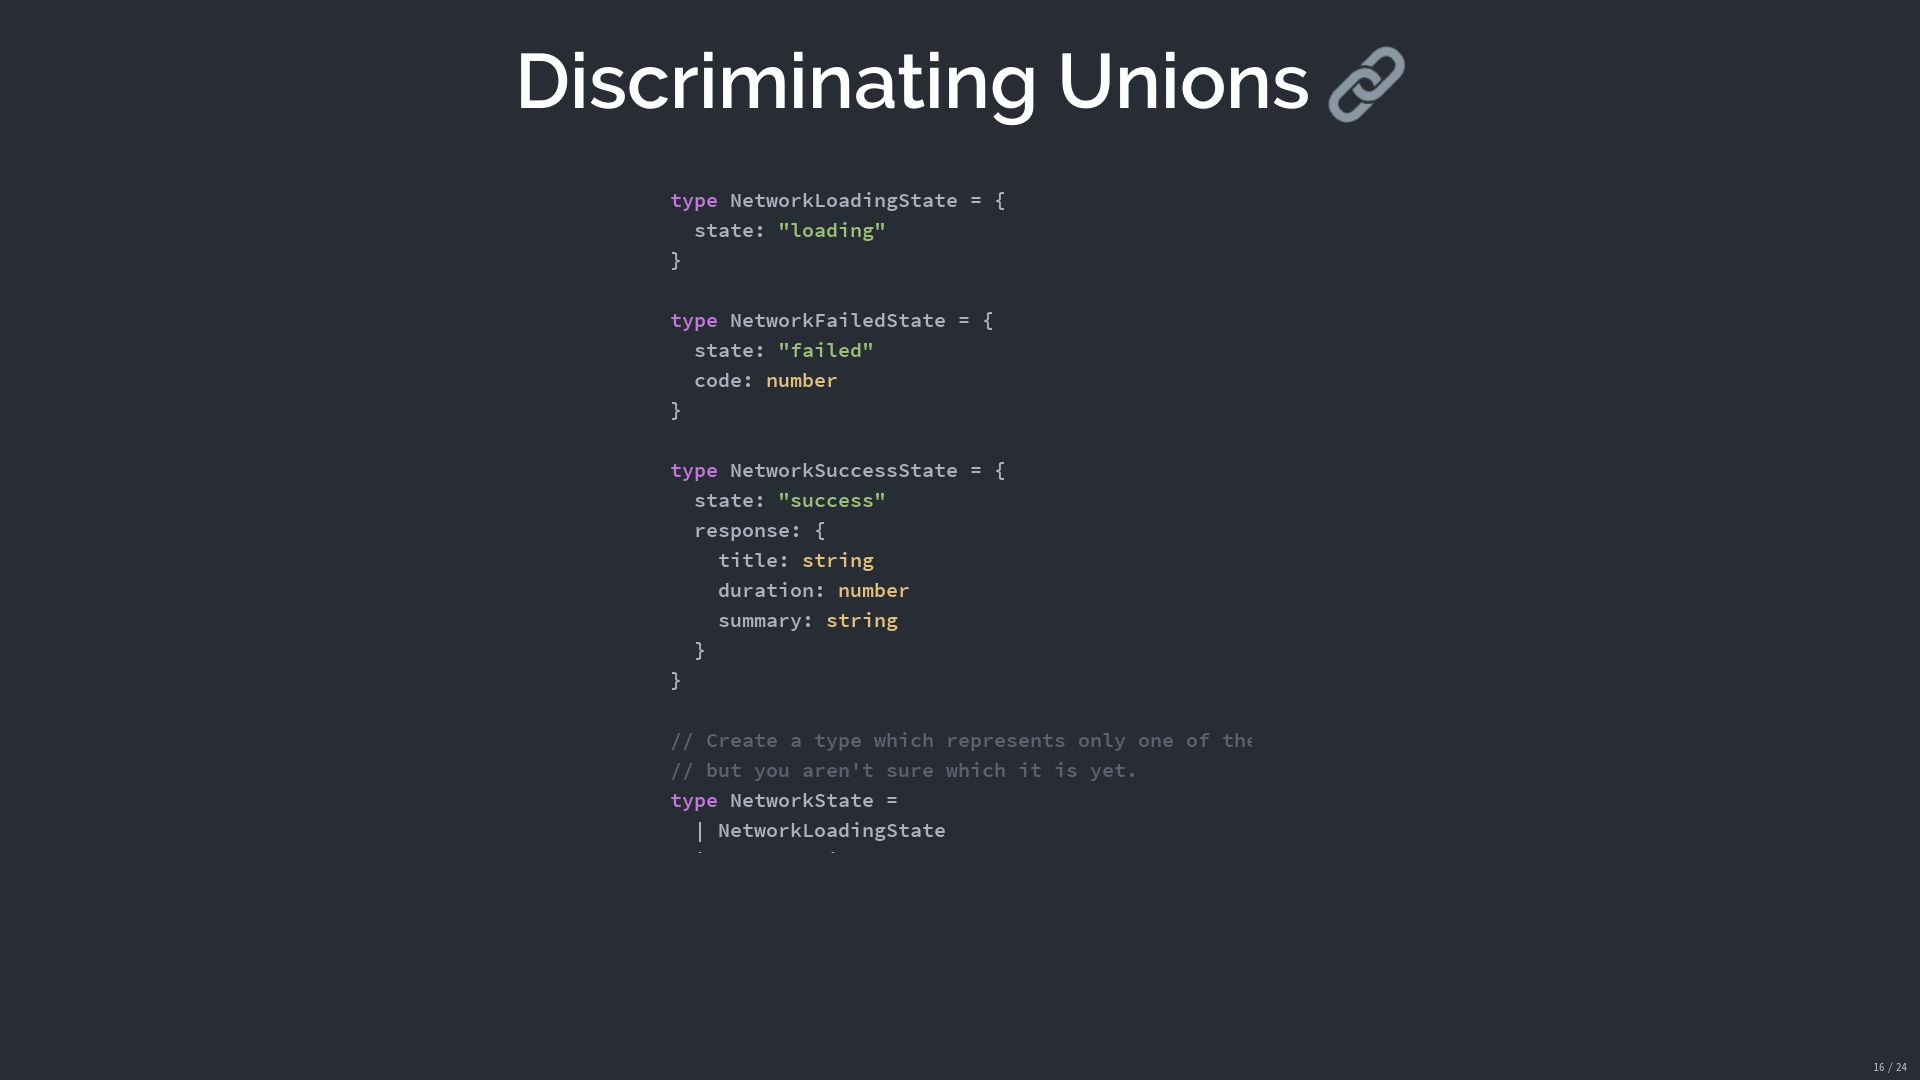 Discriminating Unions 🔗
type NetworkLoadingState = {
  state: "loading"
}
type NetworkFailedState = {
  state: "failed"
  code: number
}
type NetworkSuccessState = {
  state: "success"
  response: {
    title: string
    duration: number
    summary: string
  }
}
// Create a type which represents only one of
// but you aren't sure which it is yet.
type NetworkState =
  | NetworkLoadingState
16 / 24